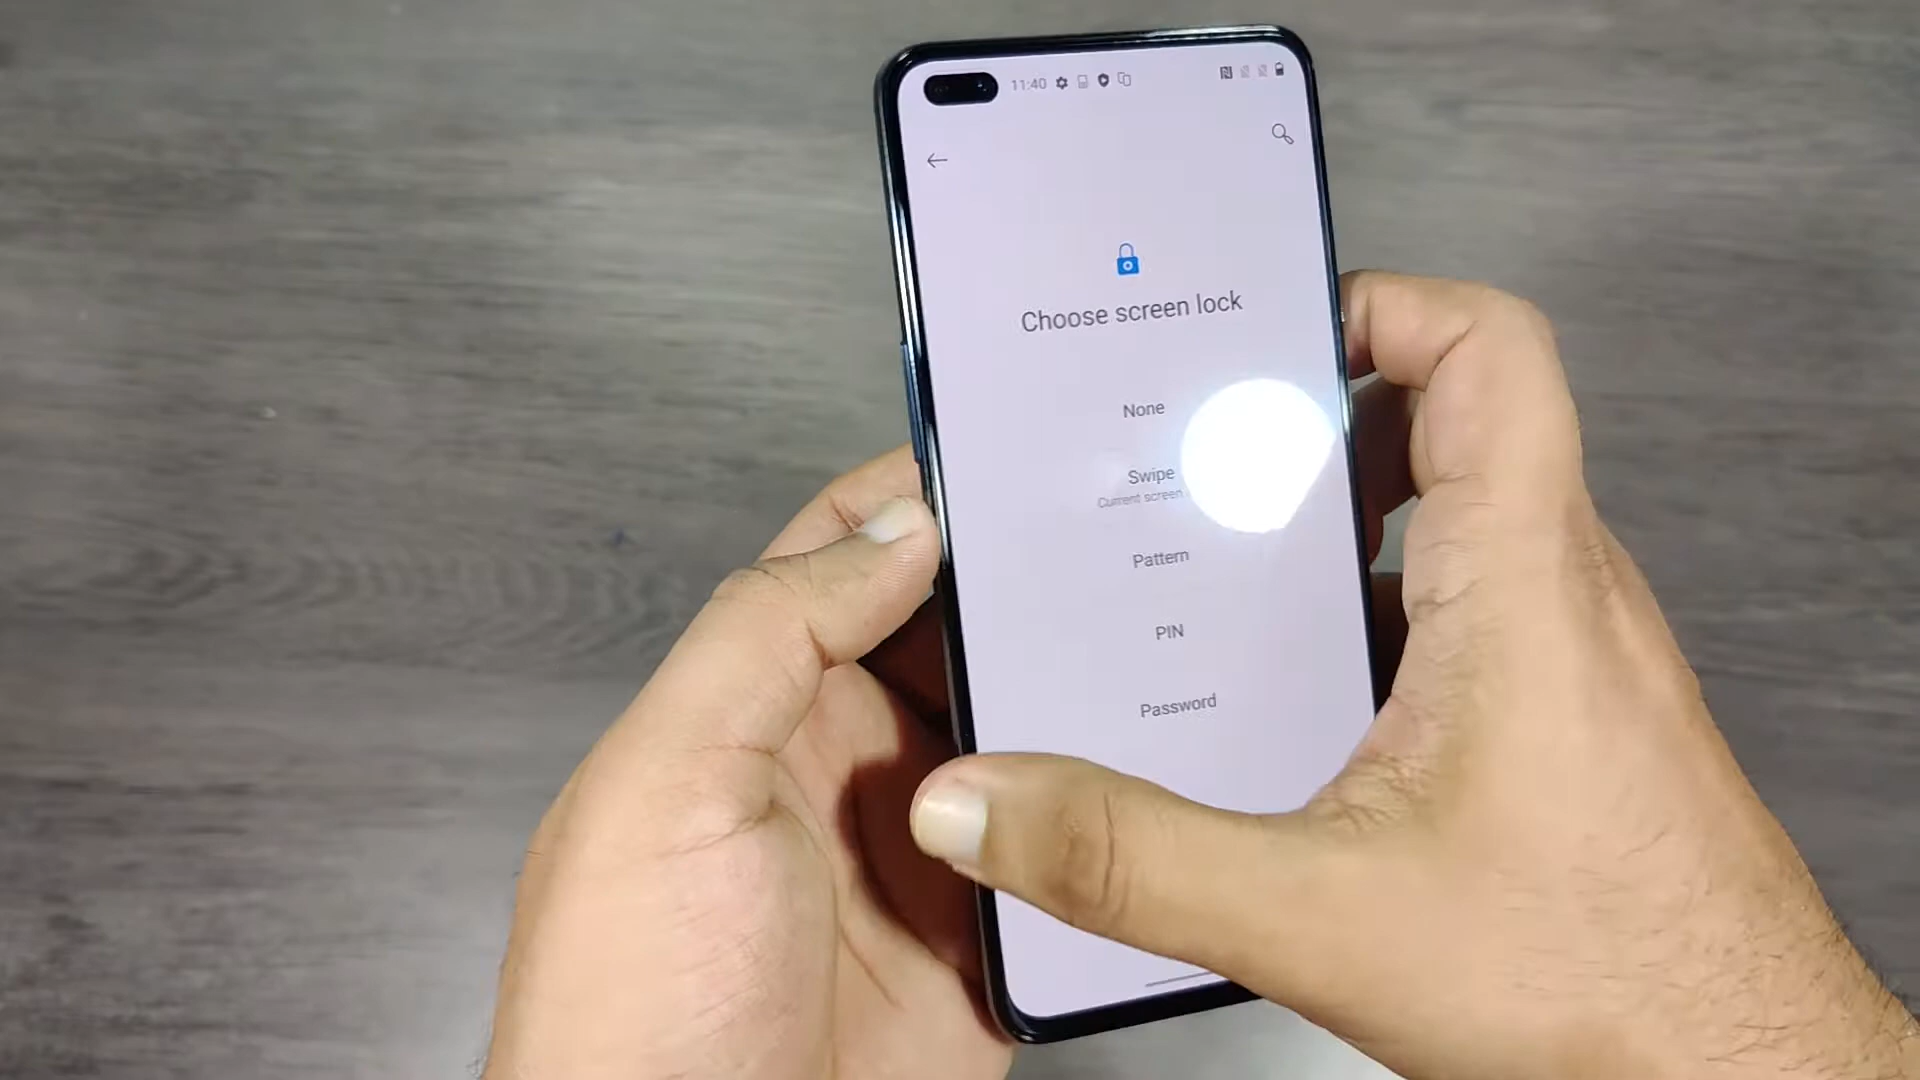 11:40
Choose screen lock
None
Swipe
Current screen
Pattern
PIN
Password